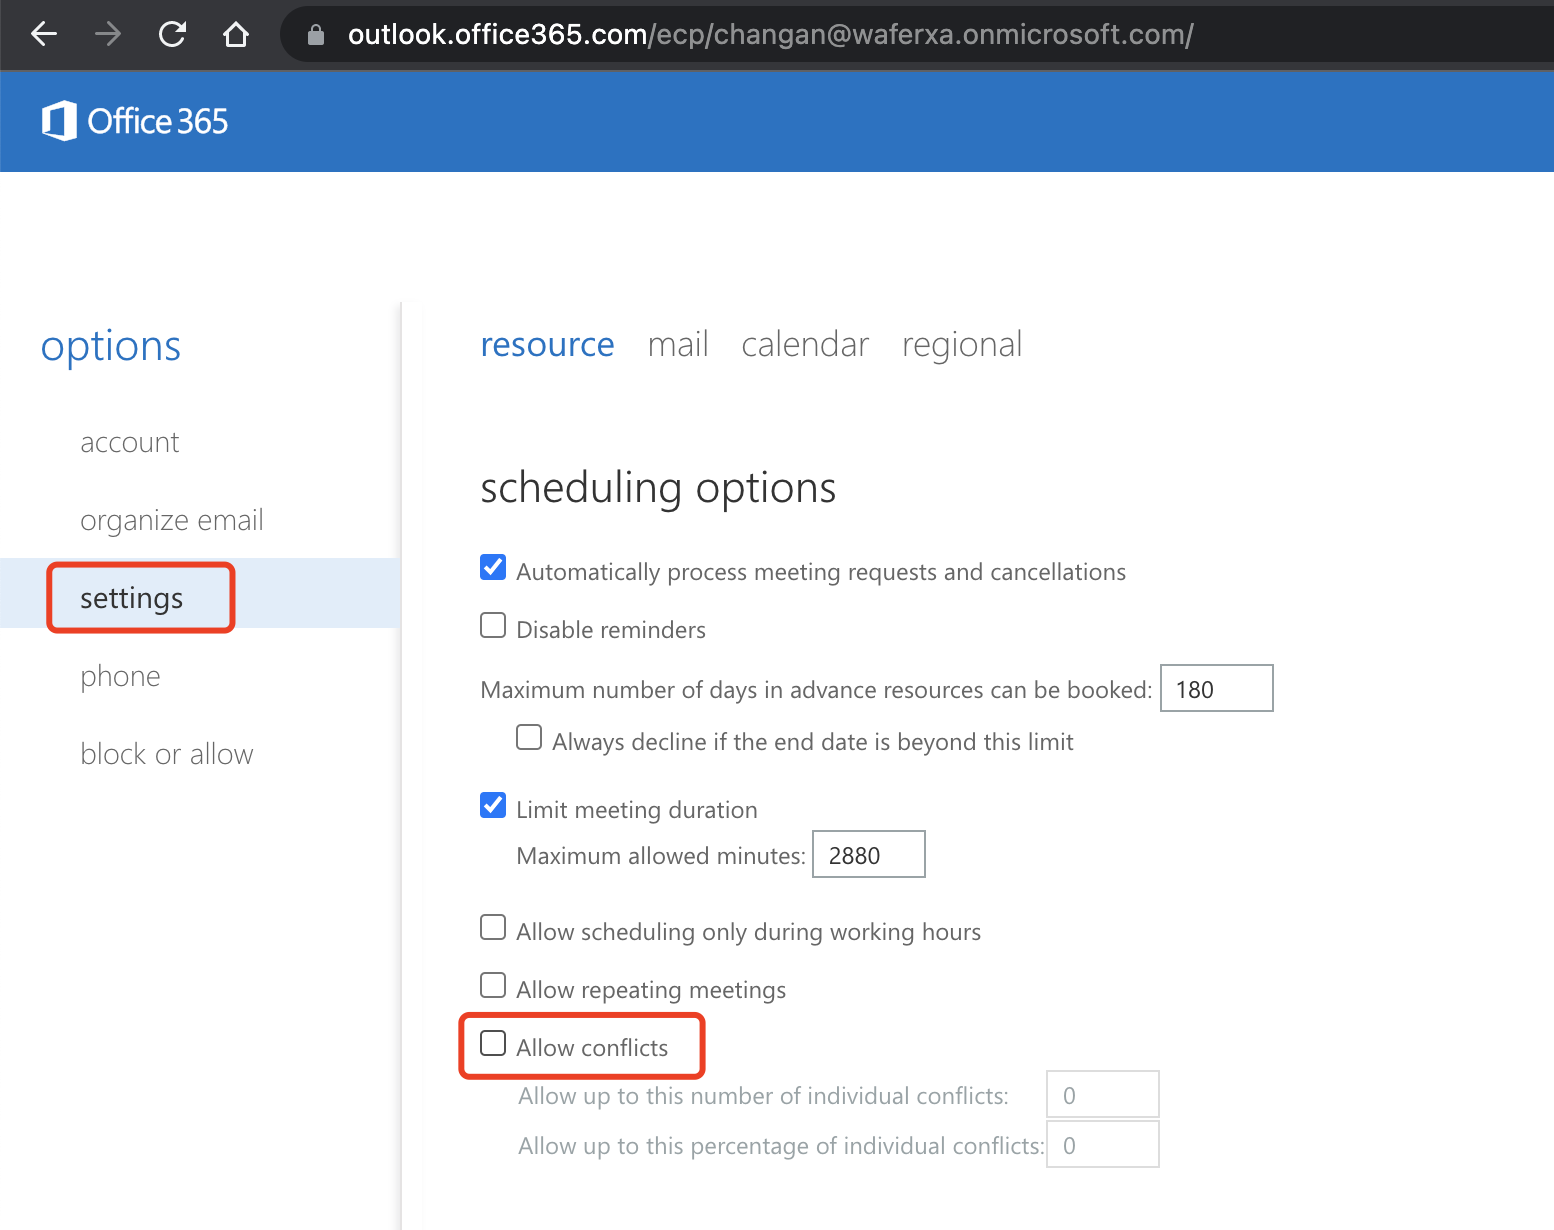 outlook.office365.com/ecp/changan@waferxa.onmicrosoft.com/
Office 365
options
account
organize email
settings
phone
block or allow
resource mail calendar regional
scheduling options
Automatically process meeting requests and cancellations
Disable reminders
Maximum number of days in advance resources can be booked: 180
Always decline if the end date is beyond this limit
Limit meeting duration
Maximum allowed minutes: 2880
Allow scheduling only during working hours
Allow repeating meetings
Allow conflicts
Allow up to this number of individual conflicts: 0
Allow up to this percentage of individual conflicts: 0